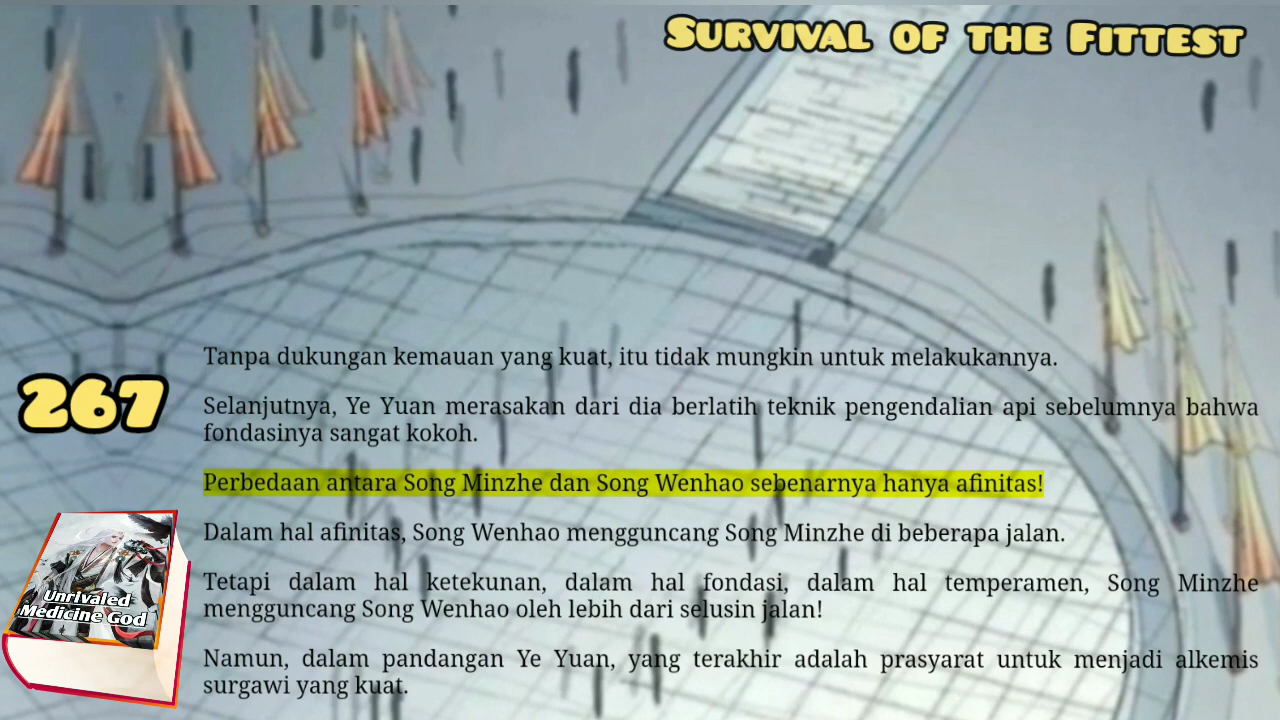 Survival of the Fittest
Tanpa dukungan kemauan yang kuat, itu tidak mungkin untuk melakukannya.
267
Selanjutnya, Ye Yuan merasakan dari dia berlatih teknik pengendalian api sebelumnya bahwa
fondasinya sangat kokoh.
Perbedaan antara Song Minzhe dan Song Wenhao sebenarnya hanya afinitas!
Dalam hal afinitas, Song Wenhao mengguncang Song Minzhe di beberapa jalan.
Tetapi dalam hal ketekunan, dalam hal fondasi, dalam hal temperamen, Song Minzhe
mengguncang Song Wenhao oleh lebih dari selusin jalan!
Namun, dalam pandangan Ye Yuan, yang terakhir adalah prasyarat untuk menjadi alkemis
surgawi yang kuat.
Unrivaled
Medicine God